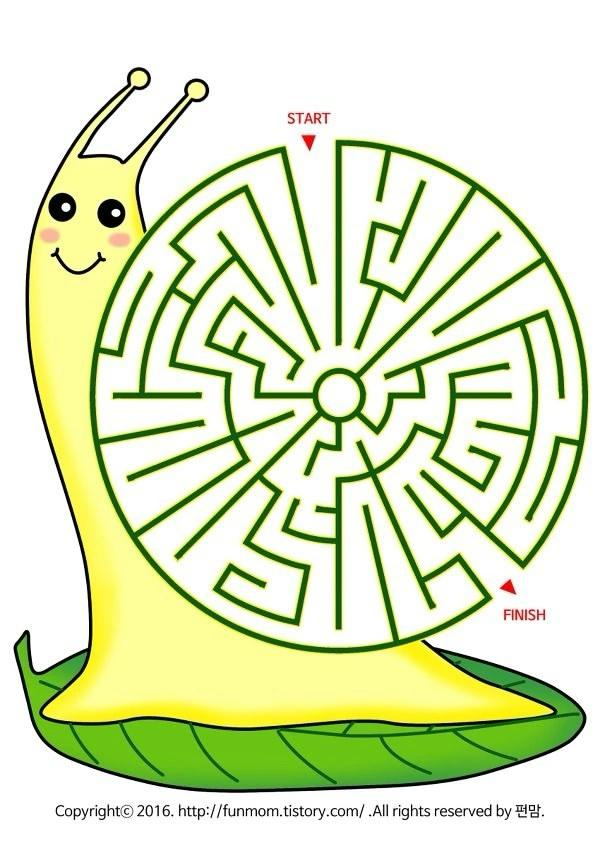 START
FINISH
Copyright© 2016. http://funmom.tistory.com/ .All rights reserved by 펀맘.